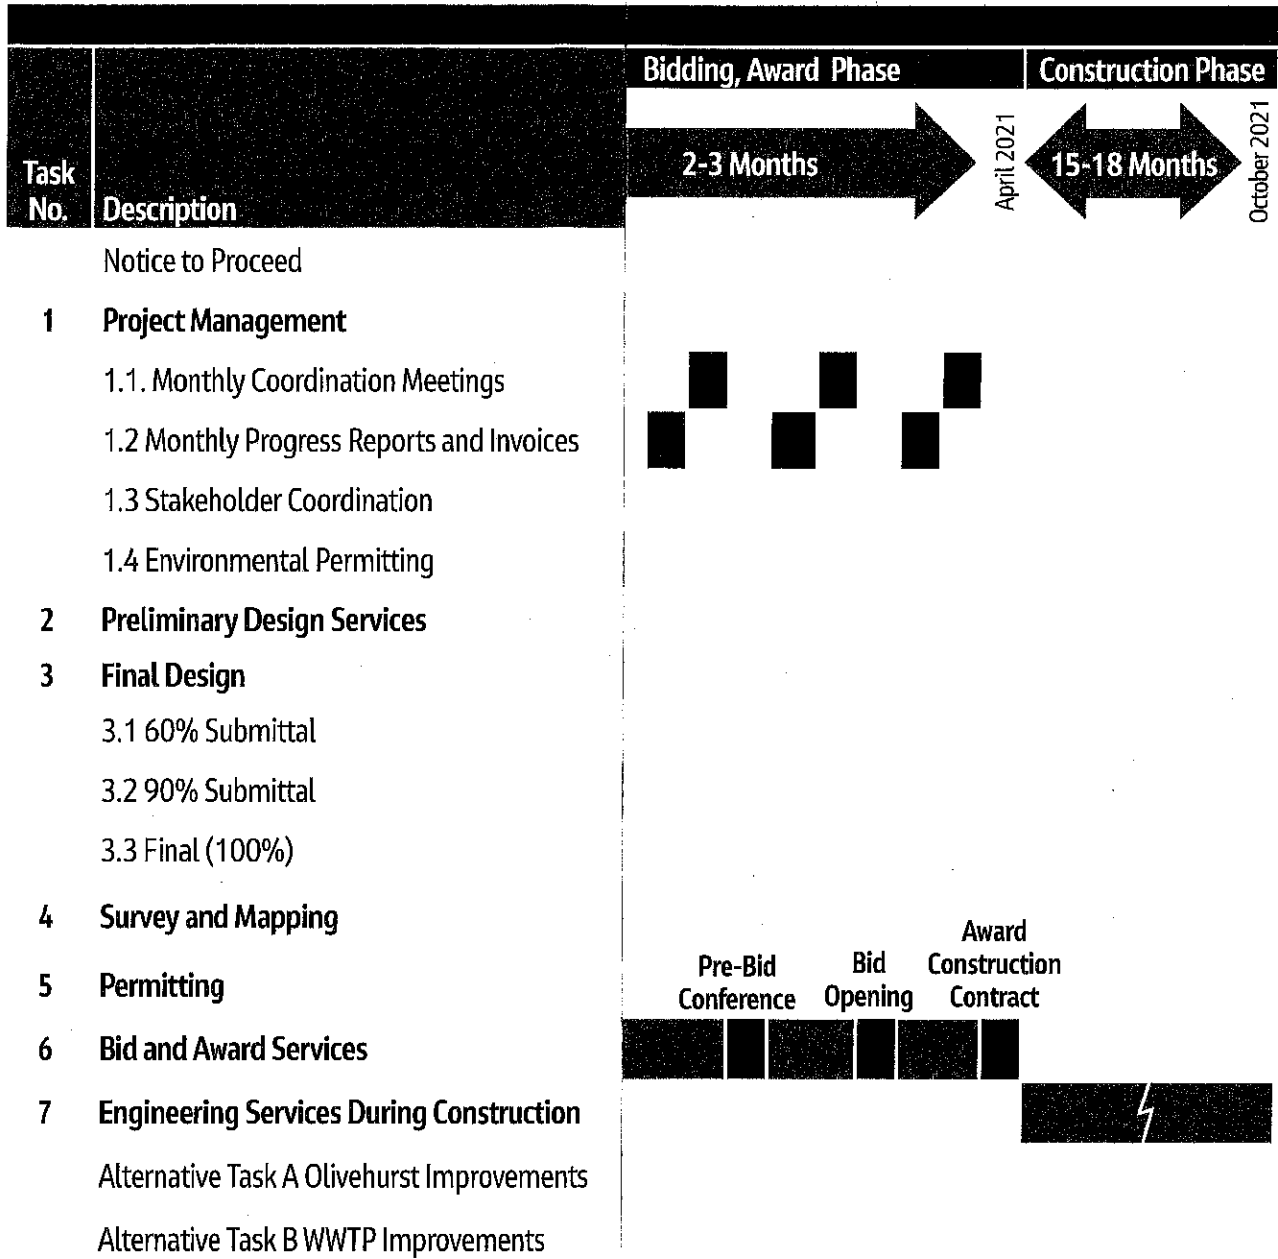 Bidding, Award Phase
Construction Phase
Task
No.
Description
2-3 Months
April 2021
15-18 Months
October 2021
Notice to Proceed
1 Project Management
1.1. Monthly Coordination Meetings
1.2 Monthly Progress Reports and Invoices
1.3 Stakeholder Coordination
1.4 Environmental Permitting
2 Preliminary Design Services
3 Final Design
3.1 60% Submittal
3.2 90% Submittal
3.3 Final (100%)
4 Survey and Mapping
5 Permitting
Pre-Bid
Conference
Bid
Opening
Award
Construction
Contract
6 Bid and Award Services
7 Engineering Services During Construction
Alternative Task A Olivehurst Improvements
Alternative Task B WWTP Improvements